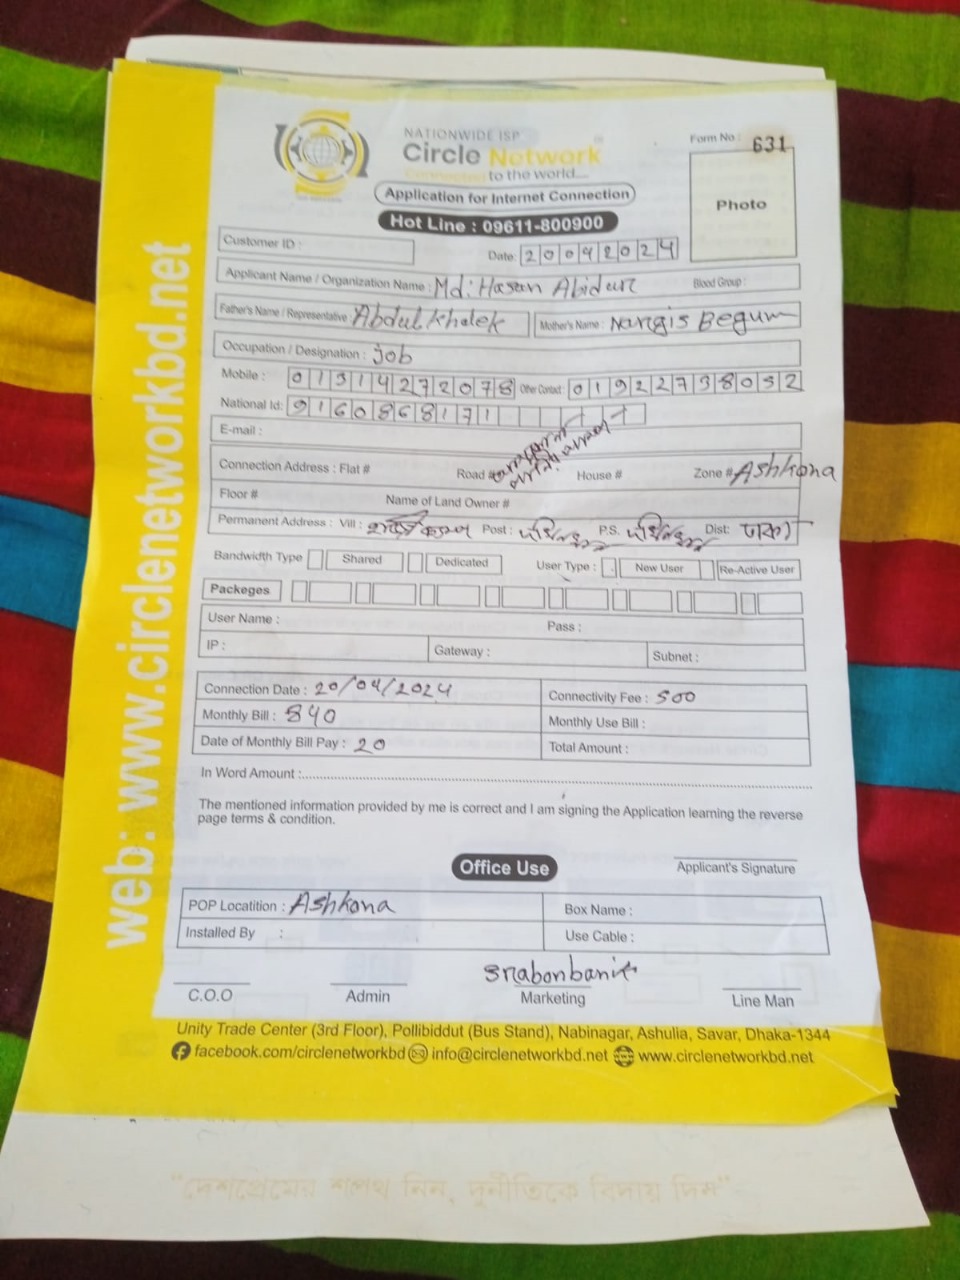 NATIONWIDE ISP
Circle Network
Connected to the world....
Application for Internet Connection
Hot Line : 09611-800900
Form No : 631
Photo
Customer ID :
Date: 20042024
Applicant Name / Organization Name : Md: Hasan Abidur Blood Group :
Father's Name / Representative Abdul Khalek Mother's Name : Nargis Begum
Occupation / Designation : Job
Mobile : 01314272078 Other Contact: 01922738052
National Id: 9160868171
E-mail :
Connection Address : Flat # Road # House # Zone # Ashkona
Floor # Name of Land Owner #
Permanent Address : Vill : Post : P.S. Dist: ঢাকা
Bandwidth Type Shared Dedicated User Type : New User Re-Active User
Packeges
User Name : Pass :
IP : Gateway : Subnet :
Connection Date : 20/04/2024 Connectivity Fee : 500
Monthly Bill : 840 Monthly Use Bill :
Date of Monthly Bill Pay : 20 Total Amount :
In Word Amount :
The mentioned information provided by me is correct and I am signing the Application learning the reverse
page terms & condition.
Office Use
Applicant's Signature
POP Locatition : Ashkona Box Name :
Installed By : Use Cable :
C.O.O Admin Marketing Line Man
Unity Trade Center (3rd Floor), Pollibiddut (Bus Stand), Nabinagar, Ashulia, Savar, Dhaka-1344
facebook.com/circlenetworkbd info@circlenetworkbd.net www.circlenetworkbd.net
web: www.circlenetworkbd.net
"দেশপ্রেমের শপথ নিন, দুর্নীতিকে বিদায় দিন"